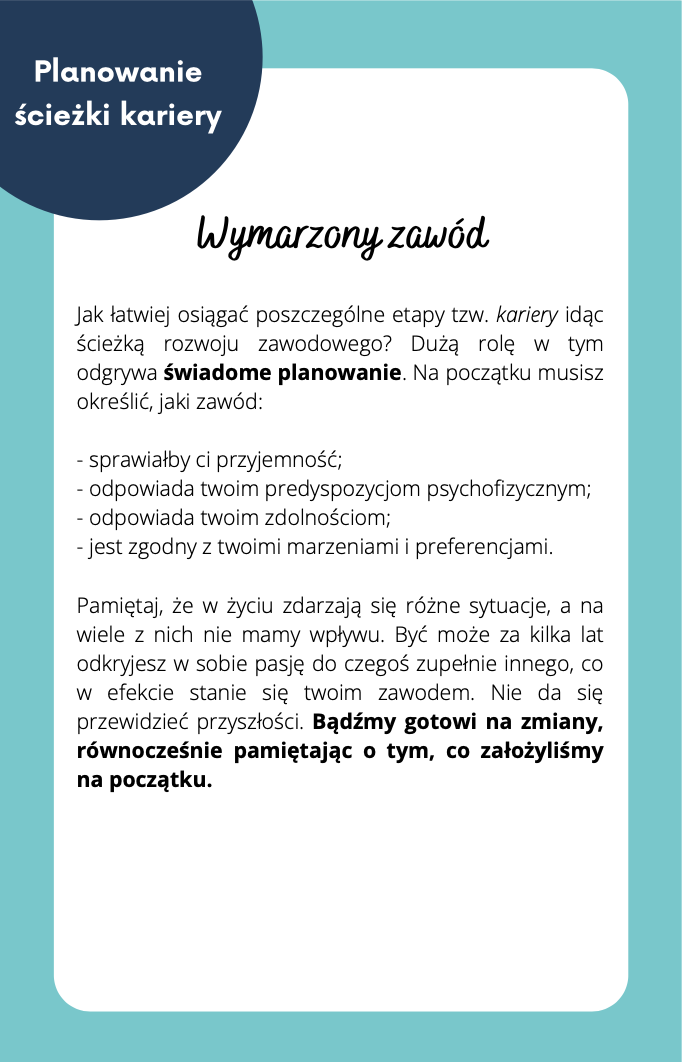 Planowanie
ścieżki kariery
Wymarzony zawód
Jak łatwiej osiągać poszczególne etapy tzw. kariery idąc
ścieżką rozwoju zawodowego? Dużą rolę w tym
odgrywa świadome planowanie. Na początku musisz
określić, jaki zawód:
- sprawiałby ci przyjemność;
- odpowiada twoim predyspozycjom psychofizycznym;
- odpowiada twoim zdolnościom;
- jest zgodny z twoimi marzeniami i preferencjami.
Pamiętaj, że w życiu zdarzają się różne sytuacje, a na
wiele z nich nie mamy wpływu. Być może za kilka lat
odkryjesz w sobie pasję do czegoś zupełnie innego, co
w efekcie stanie się twoim zawodem. Nie da się
przewidzieć przyszłości. Bądźmy gotowi na zmiany,
równocześnie pamiętając o tym, co założyliśmy
na początku.